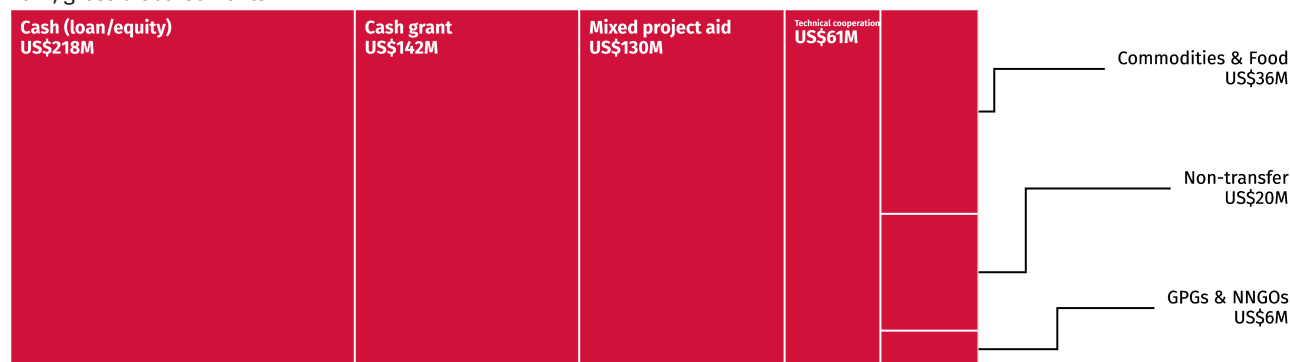 Cash (loan/equity)
US$218M
Cash grant
US$142M
Mixed project aid
US$130M
Technical cooperation
US$61M
Commodities & Food
US$36M
Non-transfer
US$20M
GPGs & NNGOs
US$6M